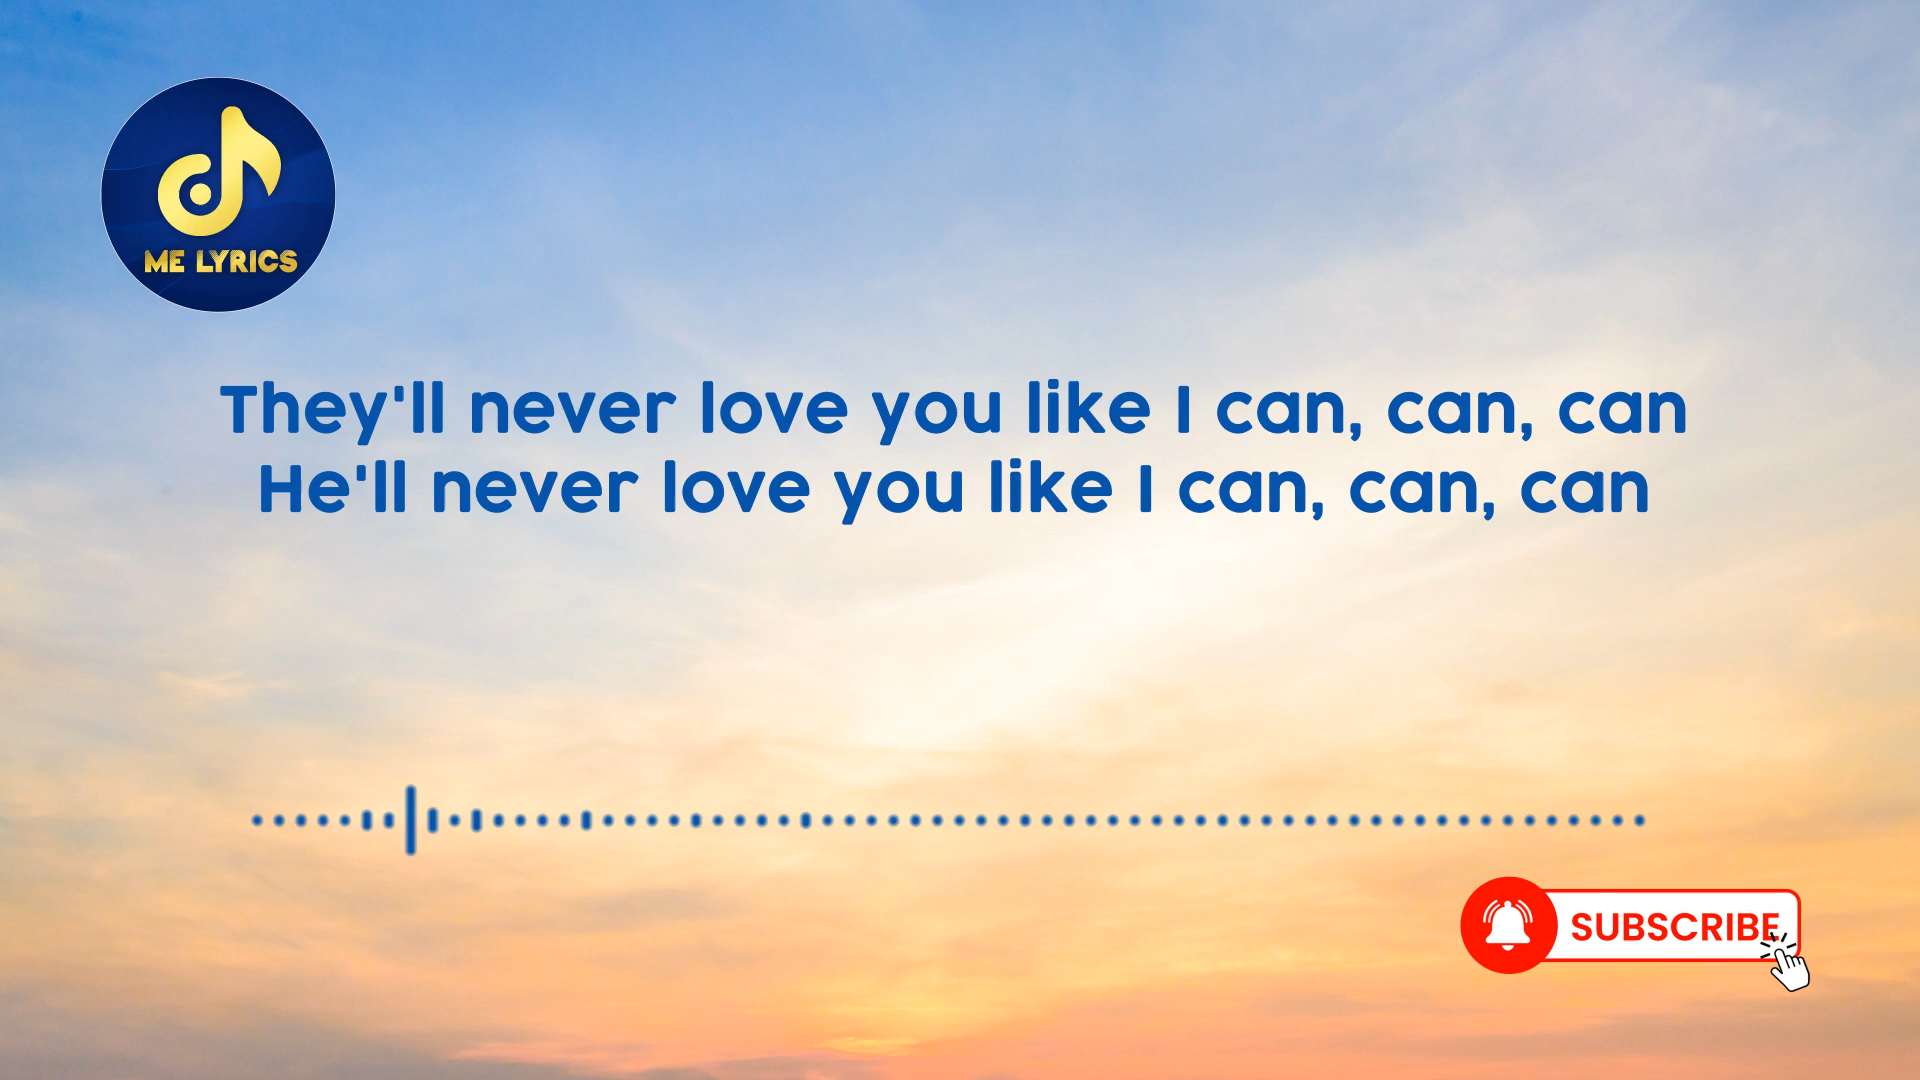 ME LYRICS
They'll never love you like I can, can, can
He'll never love you like I can, can, can
SUBSCRIBE